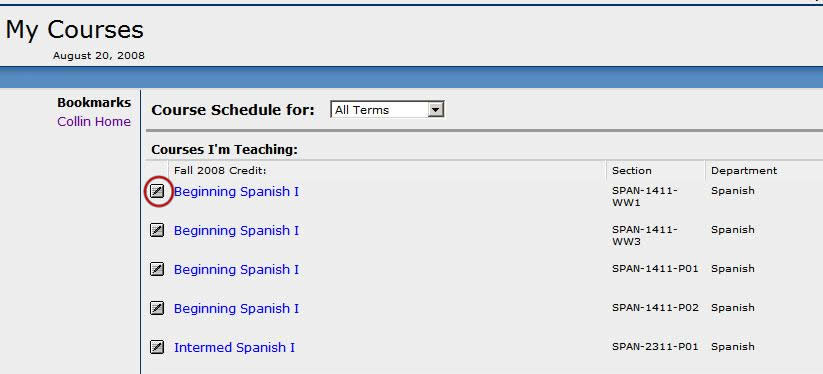 My Courses
August 20, 2008
Bookmarks
Collin Home
Course Schedule for: All Terms
Courses I'm Teaching:
Fall 2008 Credit: Section Department
Beginning Spanish I SPAN-1411-WW1 Spanish
Beginning Spanish I SPAN-1411-WW3 Spanish
Beginning Spanish I SPAN-1411-P01 Spanish
Beginning Spanish I SPAN-1411-P02 Spanish
Intermed Spanish I SPAN-2311-P01 Spanish